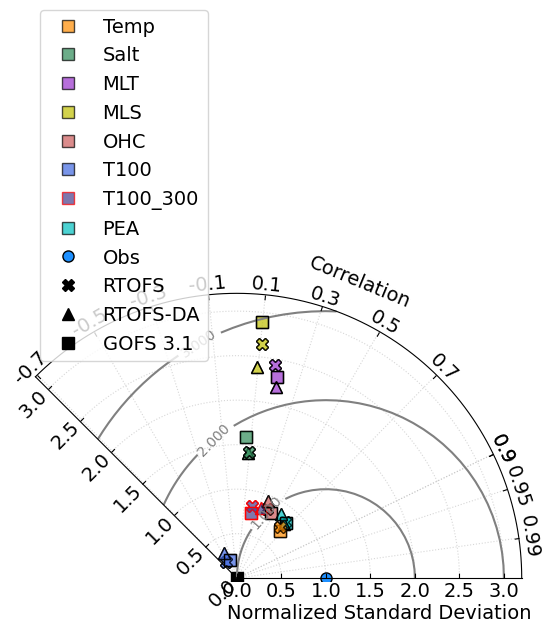 Temp
Salt
MLT
MLS
OHC
T100
T100_300
PEA
Obs
RTOFS
RTOFS-DA
GOFS 3.1
Correlation
-0.7
-0.5
-0.3
-0.1
0.1
0.3
0.5
0.7
0.9
0.9
0.95
0.99
3.0
2.5
2.0
1.5
1.0
0.5
0.0
2.000
0.0 0.5 1.0 1.5 2.0 2.5 3.0
Normalized Standard Deviation